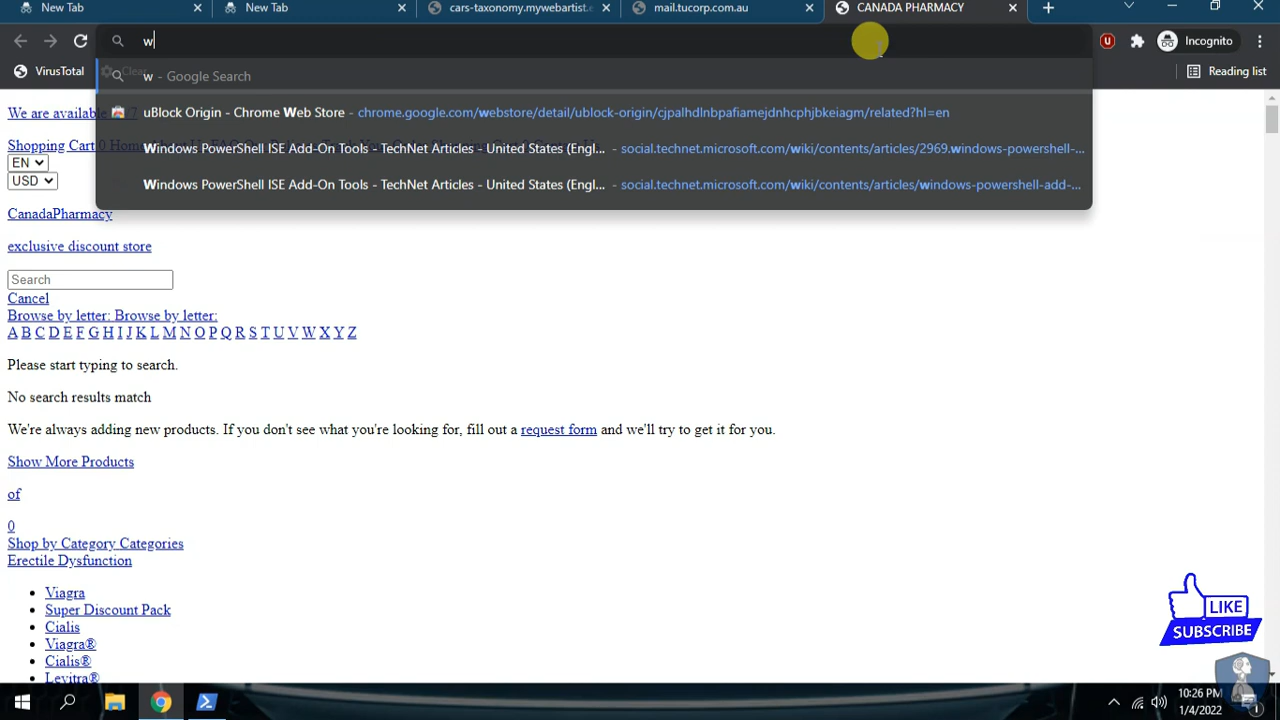 New Tab
New Tab
cars-taxonomy.mywebartist.e
mail.tucorp.com.au
CANADA PHARMACY
w
Incognito
VirusTotal
Reading list
w - Google Search
uBlock Origin - Chrome Web Store - chrome.google.com/webstore/detail/ublock-origin/cjpalhdlnbpafiamejdnhcphjbkeiagm/related?hl=en
Windows PowerShell ISE Add-On Tools - TechNet Articles - United States (Engl... - social.technet.microsoft.com/wiki/contents/articles/2969.windows-powershell-...
Windows PowerShell ISE Add-On Tools - TechNet Articles - United States (Engl... - social.technet.microsoft.com/wiki/contents/articles/windows-powershell-add-...
We are available
Shopping Cart
EN
USD
CanadaPharmacy
exclusive discount store
Search
Cancel
Browse by letter: Browse by letter:
A B C D E F G H I J K L M N O P Q R S T U V W X Y Z
Please start typing to search.
No search results match
We're always adding new products. If you don't see what you're looking for, fill out a request form and we'll try to get it for you.
Show More Products
of
0
Shop by Category Categories
Erectile Dysfunction
Viagra
Super Discount Pack
Cialis
Viagra®
Cialis®
Levitra®
LIKE
SUBSCRIBE
10:26 PM
1/4/2022